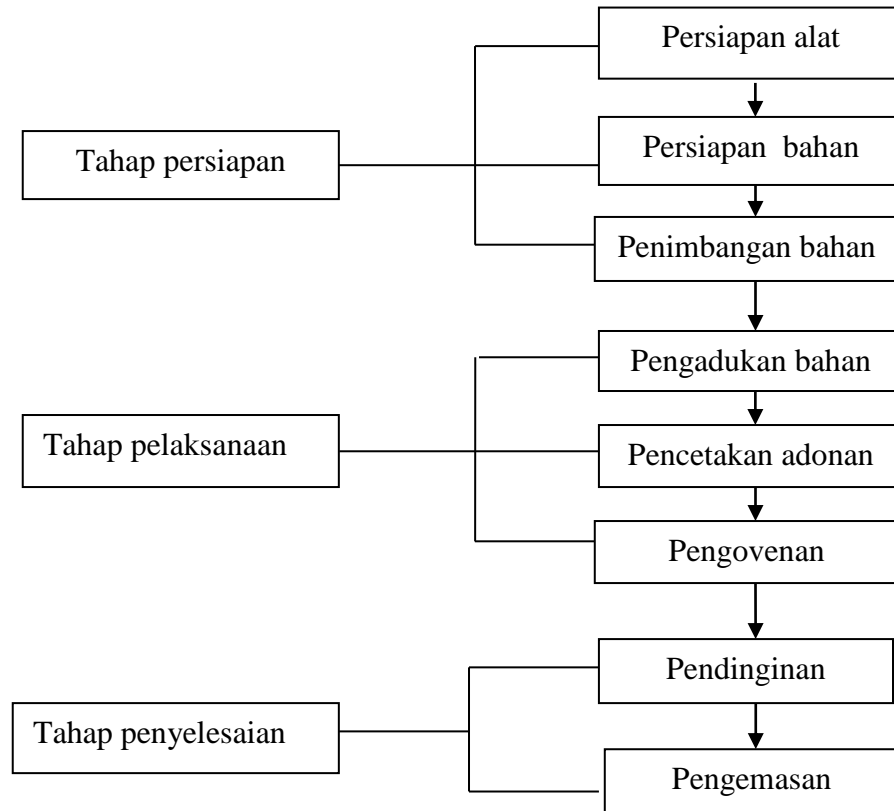 Persiapan alat
Tahap persiapan
Persiapan bahan
Penimbangan bahan
Pengadukan bahan
Tahap pelaksanaan
Pencetakan adonan
Pengovenan
Pendinginan
Tahap penyelesaian
Pengemasan